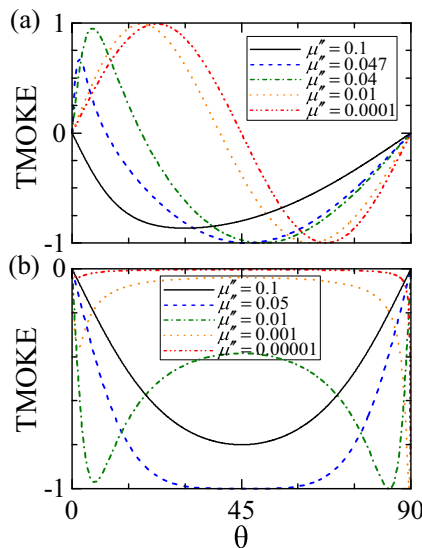 (a)
1
0
-1
TMOKE
μ″ = 0.1
μ″ = 0.047
μ″ = 0.04
μ″ = 0.01
μ″ = 0.0001
(b)
0
-1
TMOKE
μ″ = 0.1
μ″ = 0.05
μ″ = 0.01
μ″ = 0.001
μ″ = 0.00001
0 45 90
θ